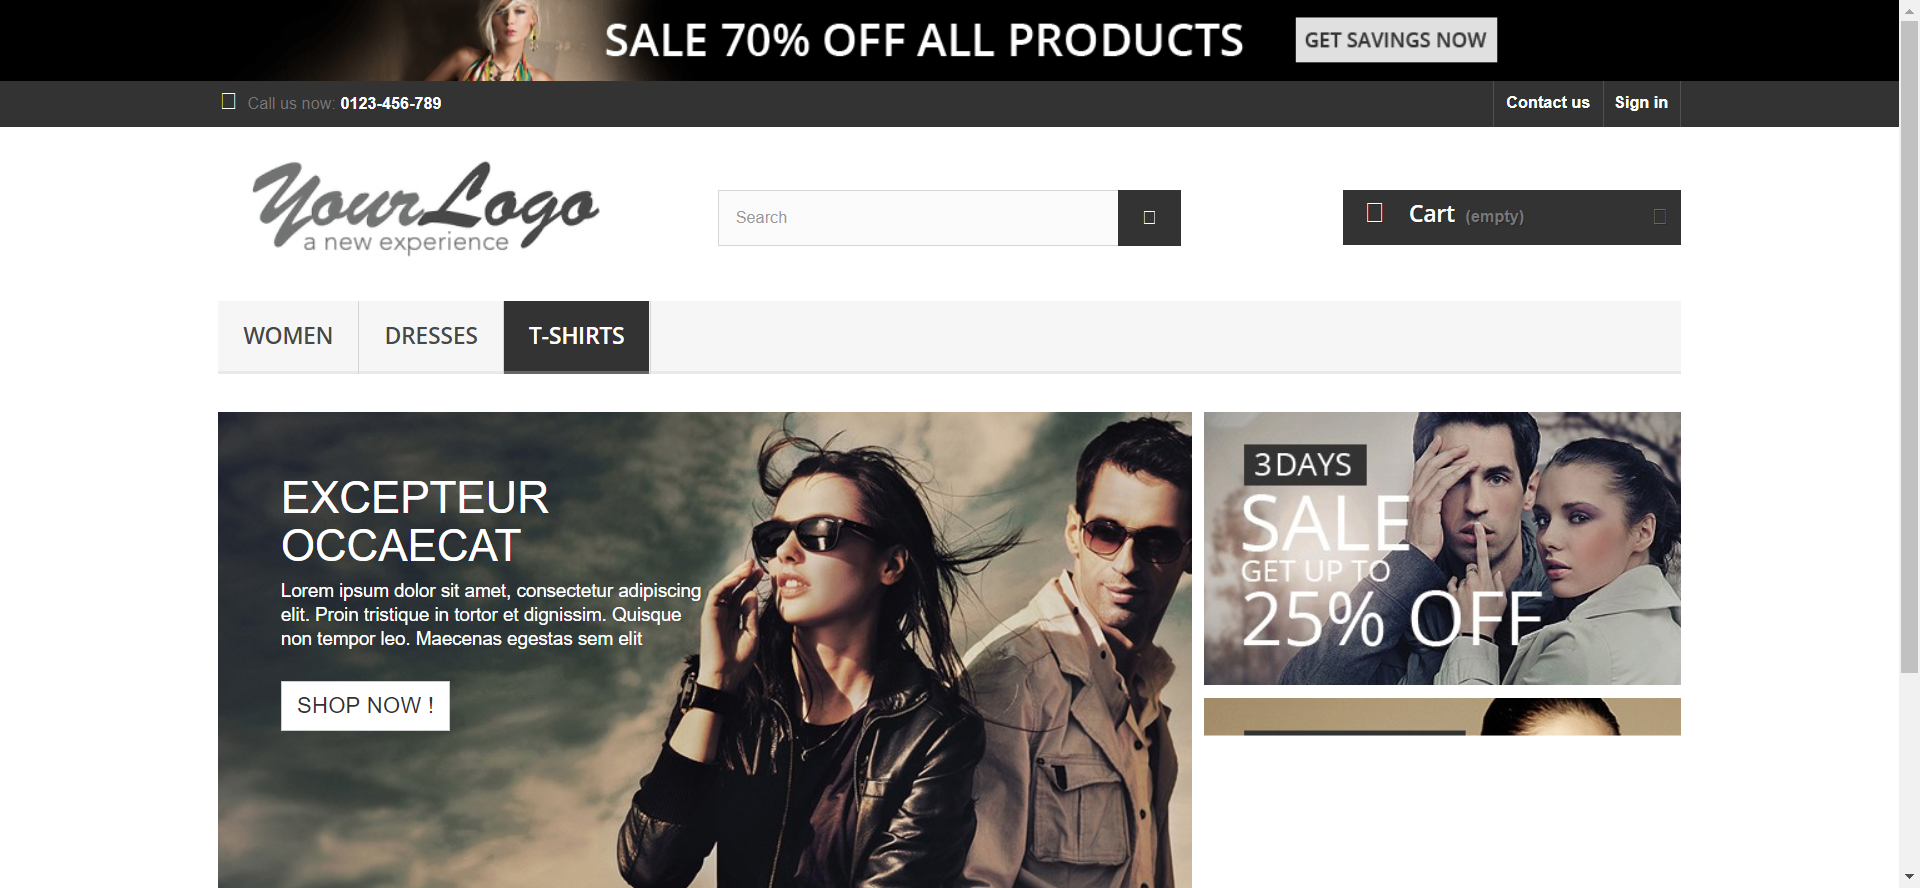 SALE 70% OFF ALL PRODUCTS GET SAVINGS NOW
Call us now: 0123-456-789
Contact us
Sign in
YourLogo
a new experience
Search
Cart (empty)
WOMEN
DRESSES
T-SHIRTS
EXCEPTEUR
OCCAECAT
Lorem ipsum dolor sit amet, consectetur adipiscing
elit. Proin tristique in tortor et dignissim. Quisque
non tempor leo. Maecenas egestas sem elit
SHOP NOW !
3 DAYS
SALE
GET UP TO
25% OFF